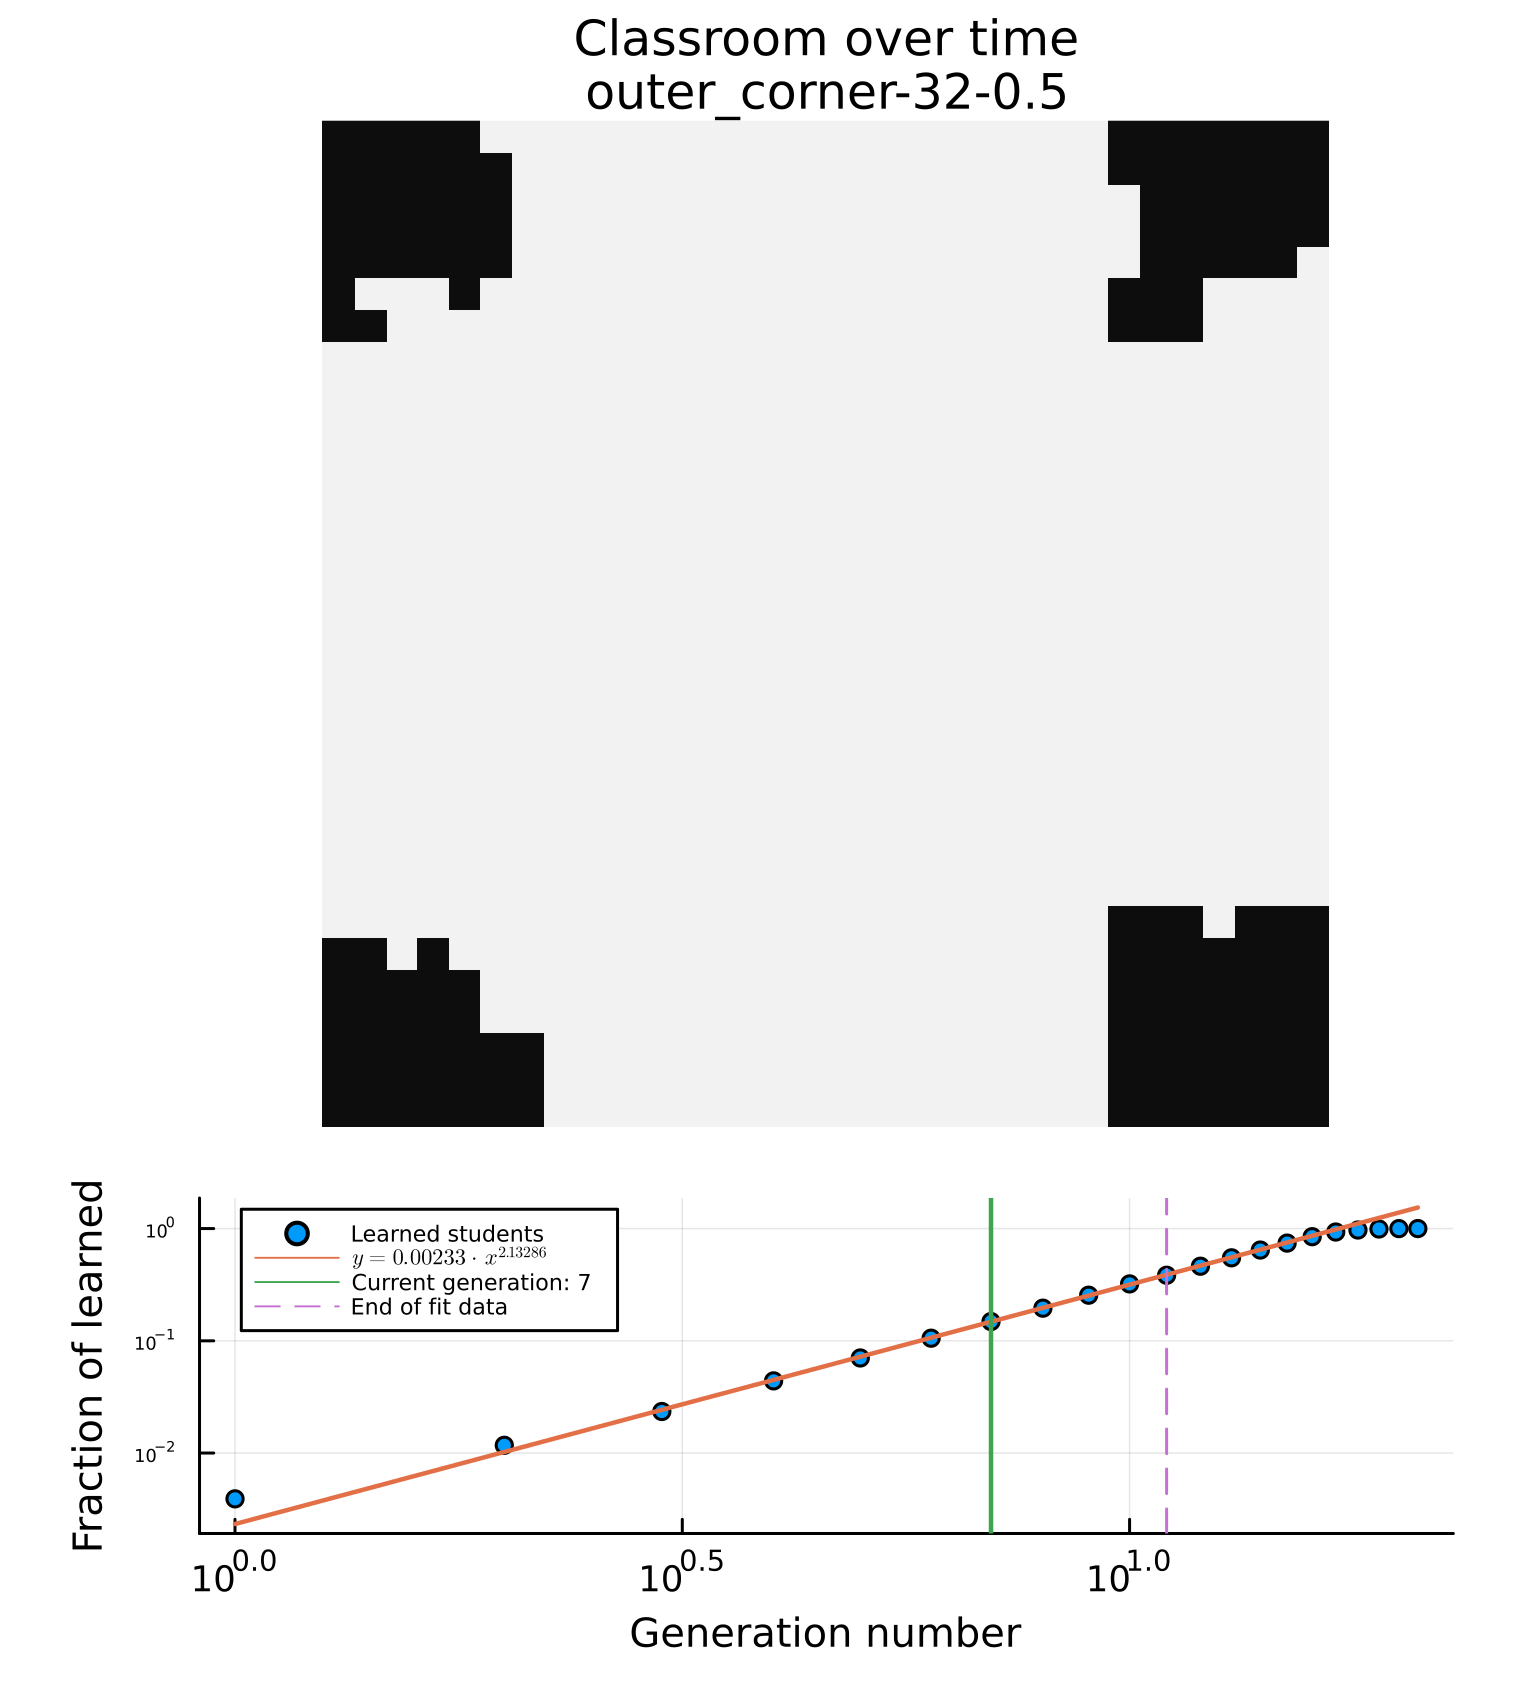 Classroom over time
outer_corner-32-0.5
Fraction of learned
10^0
10^-1
10^-2
Learned students
y = 0.00233 · x^2.13286
Current generation: 7
End of fit data
10^0.0 10^0.5 10^1.0
Generation number